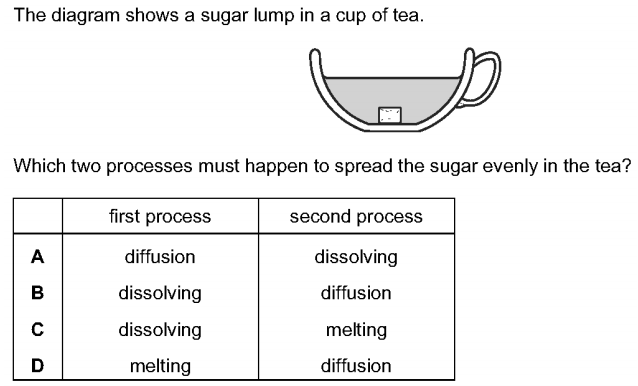 The diagram shows a sugar lump in a cup of tea.
Which two processes must happen to spread the sugar evenly in the tea?
first process second process
A diffusion dissolving
B dissolving diffusion
C dissolving melting
D melting diffusion